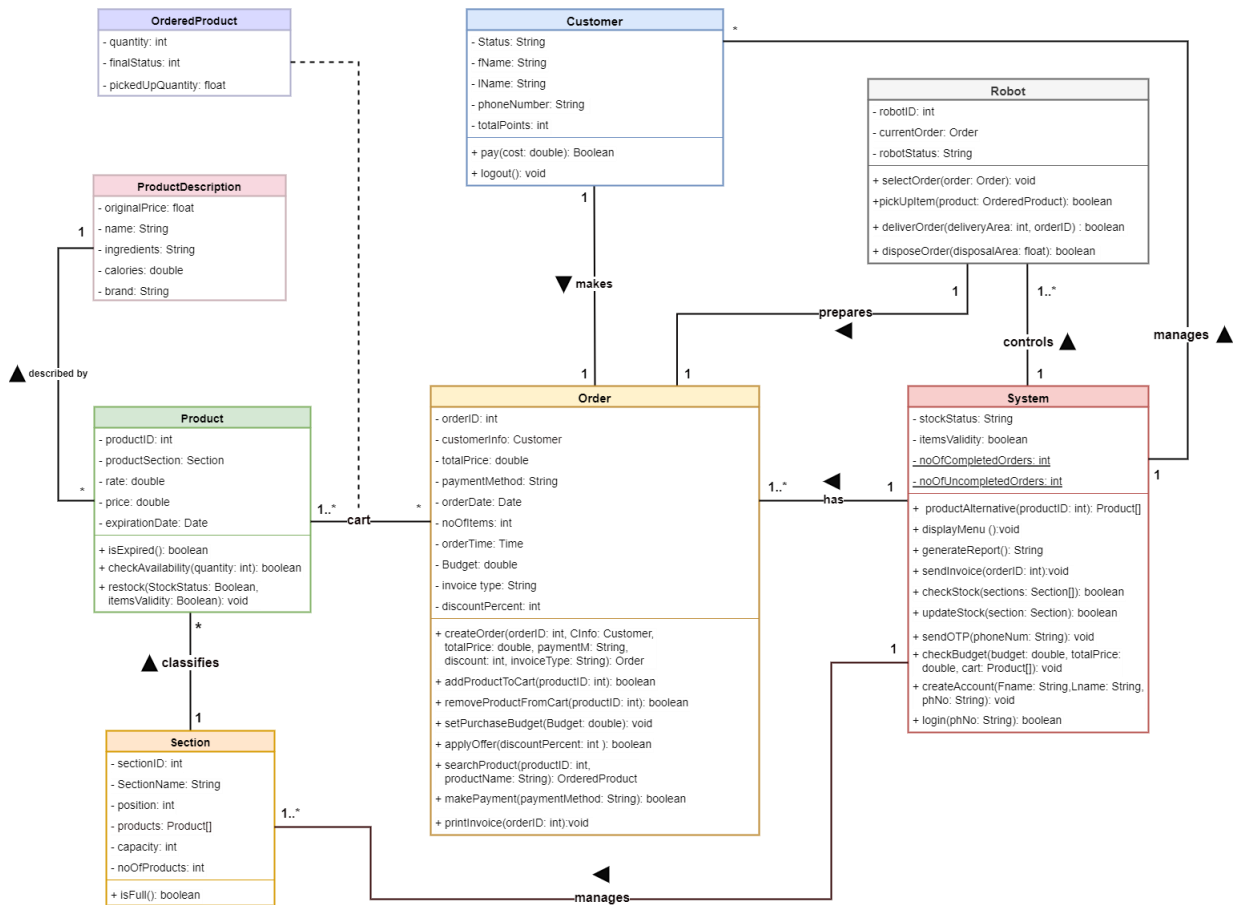 OrderedProduct
- quantity: int
- finalStatus: int
- pickedUpQuantity: float
Customer
- Status: String
- fName: String
- lName: String
- phoneNumber: String
- totalPoints: int
+ pay(cost: double): Boolean
+ logout(): void
*
Robot
- robotID: int
- currentOrder: Order
- robotStatus: String
+ selectOrder(order: Order): void
+pickUpItem(product: OrderedProduct): boolean
+ deliverOrder(deliveryArea: int, orderID) : boolean
+ disposeOrder(disposalArea: float): boolean
ProductDescription
- originalPrice: float
- name: String
- ingredients: String
- calories: double
- brand: String
1
1
makes
1
1
1..*
prepares
controls
manages
described by
1
1
1
Product
- productID: int
- productSection: Section
- rate: double
- price: double
- expirationDate: Date
+ isExpired(): boolean
+ checkAvailability(quantity: int): boolean
+ restock(StockStatus: Boolean,
itemsValidity: Boolean): void
*
1..*
cart
*
Order
- orderID: int
- customerInfo: Customer
- totalPrice: double
- paymentMethod: String
- orderDate: Date
- noOfItems: int
- orderTime: Time
- Budget: double
- invoice type: String
- discountPercent: int
+ createOrder(orderID: int, CInfo: Customer,
totalPrice: double, paymentM: String,
discount: int, invoiceType: String): Order
+ addProductToCart(productID: int): boolean
+ removeProductFromCart(productID: int): boolean
+ setPurchaseBudget(Budget: double): void
+ applyOffer(discountPercent: int ): boolean
+ searchProduct(productID: int,
productName: String): OrderedProduct
+ makePayment(paymentMethod: String): boolean
+ printInvoice(orderID: int):void
1..*
has
1
System
- stockStatus: String
- itemsValidity: boolean
- noOfCompletedOrders: int
- noOfUncompletedOrders: int
+ productAlternative(productID: int): Product[]
+ displayMenu ():void
+ generateReport(): String
+ sendInvoice(orderID: int):void
+ checkStock(sections: Section[]): boolean
+ updateStock(section: Section): boolean
+ sendOTP(phoneNum: String): void
+ checkBudget(budget: double, totalPrice:
double, cart: Product[]): void
+ createAccount(Fname: String,Lname: String,
phNo: String): void
+ login(phNo: String): boolean
1
*
classifies
1
1
Section
- sectionID: int
- SectionName: String
- position: int
- products: Product[]
- capacity: int
- noOfProducts: int
+ isFull(): boolean
1..*
manages